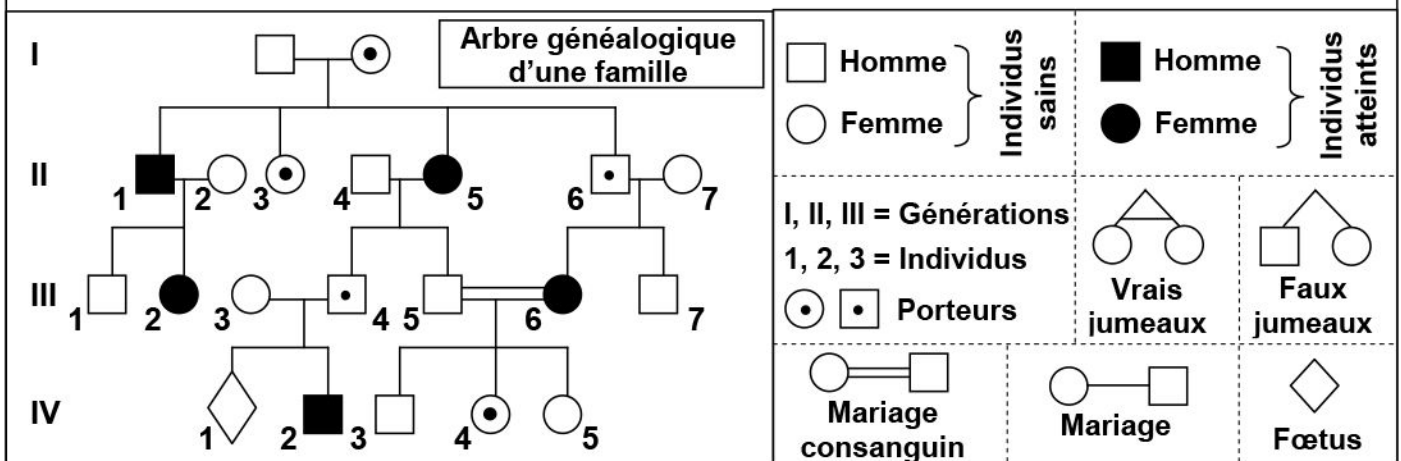 I
Arbre généalogique
d'une famille
II
1 2 3 4 5 6 7
III
1 2 3 4 5 6 7
IV
1 2 3 4 5
Homme
Femme
Individus
sains
Homme
Femme
Individus
atteints
I, II, III = Générations
1, 2, 3 = Individus
Porteurs
Vrais
jumeaux
Faux
jumeaux
Mariage
consanguin
Mariage
Fœtus